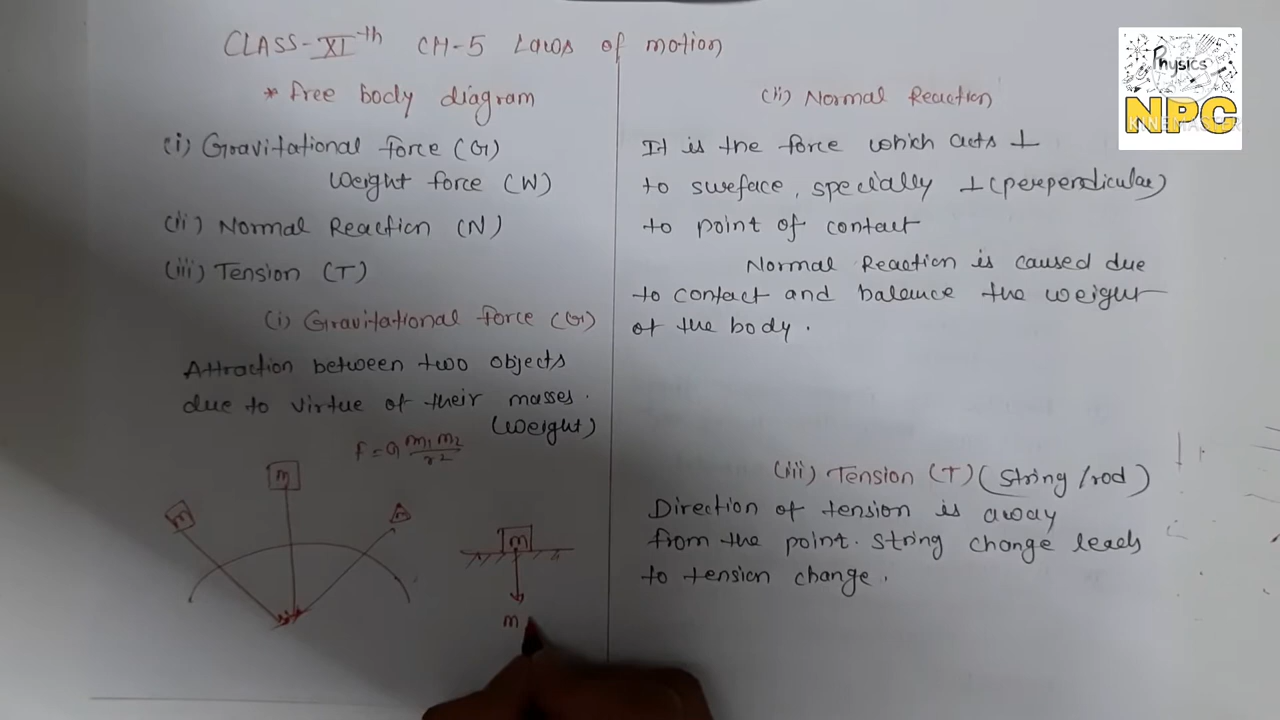 CLASS-XIth CH-5 Laws of motion
* free body diagram
(i) Gravitational force (G)
Weight force (W)
(ii) Normal Reaction (N)
(iii) Tension (T)
(i) Gravitational force (G)
Attraction between two objects
due to virtue of their masses.
(weight)
F = G m1 m2 / r2
m
m
m
m
m
(ii) Normal Reaction
It is the force which acts ⊥
to surface, specially ⊥ (perpendicular)
to point of contact
Normal Reaction is caused due
to contact and balance the weight
of the body.
(iii) Tension (T) (string/rod)
Direction of tension is away
from the point. string change leads
to tension change.
Physics
NPC